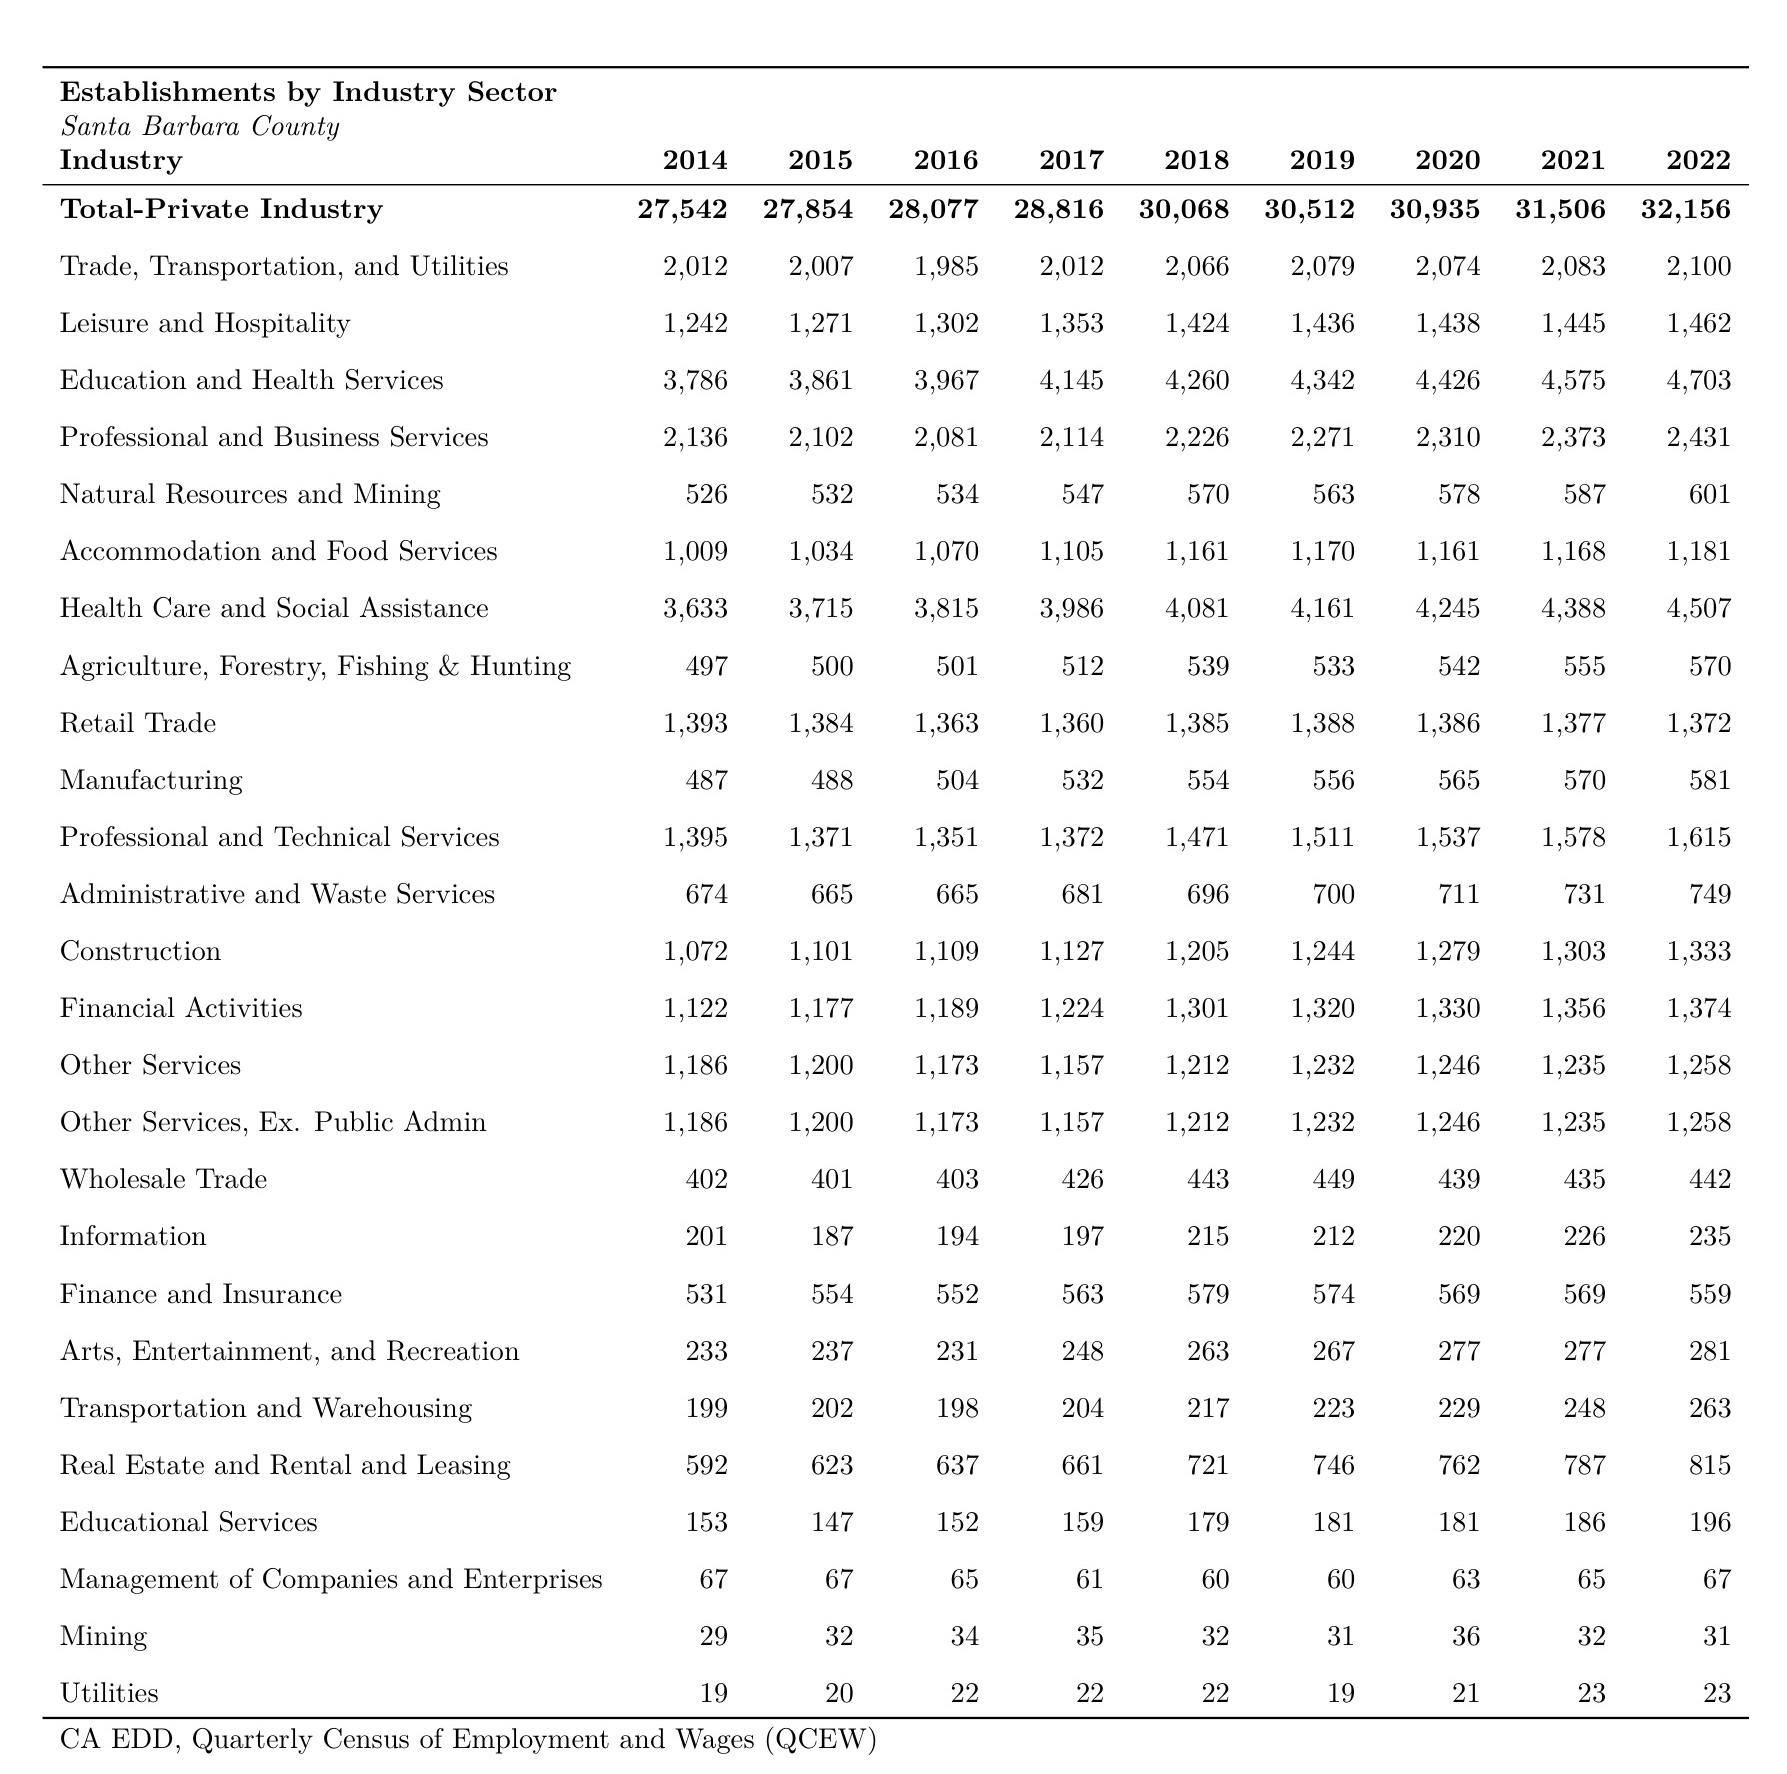 Establishments by Industry Sector
Santa Barbara County
Industry 2014 2015 2016 2017 2018 2019 2020 2021 2022
Total-Private Industry 27,542 27,854 28,077 28,816 30,068 30,512 30,935 31,506 32,156
Trade, Transportation, and Utilities 2,012 2,007 1,985 2,012 2,066 2,079 2,074 2,083 2,100
Leisure and Hospitality 1,242 1,271 1,302 1,353 1,424 1,436 1,438 1,445 1,462
Education and Health Services 3,786 3,861 3,967 4,145 4,260 4,342 4,426 4,575 4,703
Professional and Business Services 2,136 2,102 2,081 2,114 2,226 2,271 2,310 2,373 2,431
Natural Resources and Mining 526 532 534 547 570 563 578 587 601
Accommodation and Food Services 1,009 1,034 1,070 1,105 1,161 1,170 1,161 1,168 1,181
Health Care and Social Assistance 3,633 3,715 3,815 3,986 4,081 4,161 4,245 4,388 4,507
Agriculture, Forestry, Fishing & Hunting 497 500 501 512 539 533 542 555 570
Retail Trade 1,393 1,384 1,363 1,360 1,385 1,388 1,386 1,377 1,372
Manufacturing 487 488 504 532 554 556 565 570 581
Professional and Technical Services 1,395 1,371 1,351 1,372 1,471 1,511 1,537 1,578 1,615
Administrative and Waste Services 674 665 665 681 696 700 711 731 749
Construction 1,072 1,101 1,109 1,127 1,205 1,244 1,279 1,303 1,333
Financial Activities 1,122 1,177 1,189 1,224 1,301 1,320 1,330 1,356 1,374
Other Services 1,186 1,200 1,173 1,157 1,212 1,232 1,246 1,235 1,258
Other Services, Ex. Public Admin 1,186 1,200 1,173 1,157 1,212 1,232 1,246 1,235 1,258
Wholesale Trade 402 401 403 426 443 449 439 435 442
Information 201 187 194 197 215 212 220 226 235
Finance and Insurance 531 554 552 563 579 574 569 569 559
Arts, Entertainment, and Recreation 233 237 231 248 263 267 277 277 281
Transportation and Warehousing 199 202 198 204 217 223 229 248 263
Real Estate and Rental and Leasing 592 623 637 661 721 746 762 787 815
Educational Services 153 147 152 159 179 181 181 186 196
Management of Companies and Enterprises 67 67 65 61 60 60 63 65 67
Mining 29 32 34 35 32 31 36 32 31
Utilities 19 20 22 22 22 19 21 23 23
CA EDD, Quarterly Census of Employment and Wages (QCEW)